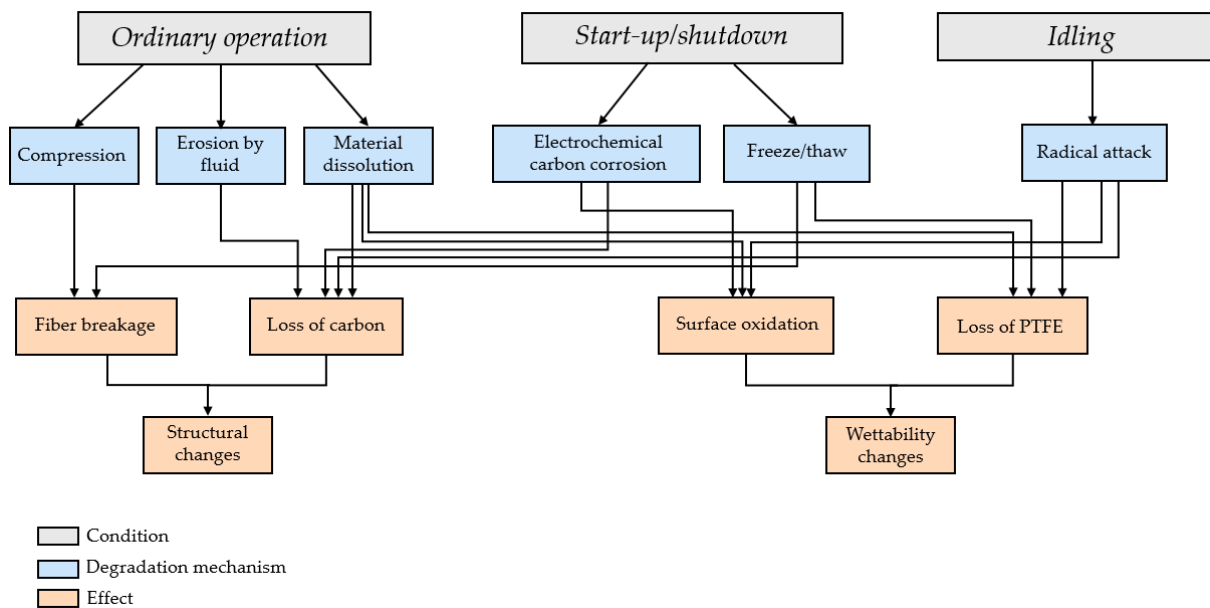 Ordinary operation
Start-up/shutdown
Idling
Compression
Erosion by
fluid
Material
dissolution
Electrochemical
carbon corrosion
Freeze/thaw
Radical attack
Fiber breakage
Loss of carbon
Surface oxidation
Loss of PTFE
Structural
changes
Wettability
changes
Condition
Degradation mechanism
Effect